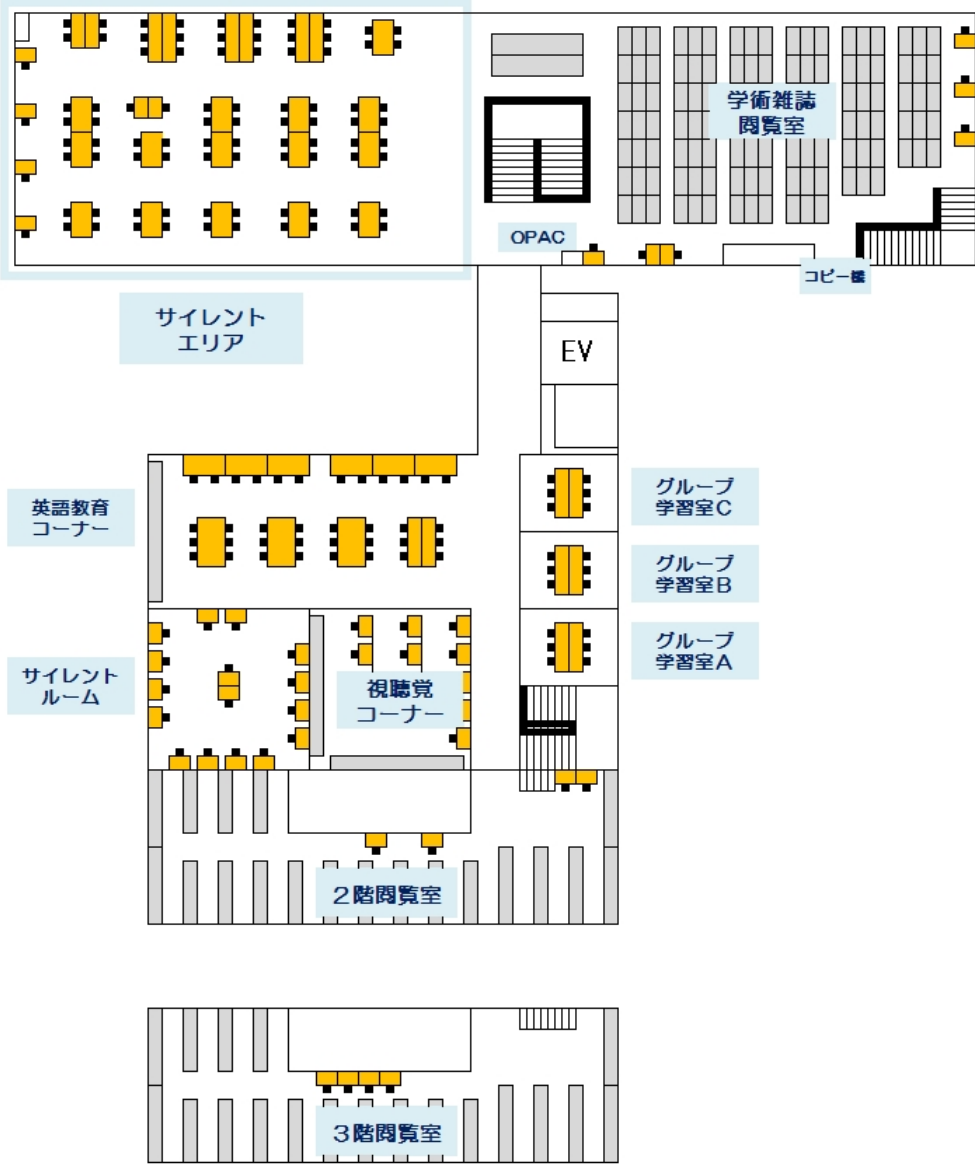 学術雑誌
閲覧室
OPAC
コピー機
サイレント
エリア
EV
英語教育
コーナー
グループ
学習室C
グループ
学習室B
グループ
学習室A
サイレント
ルーム
視聴覚
コーナー
２階閲覧室
３階閲覧室